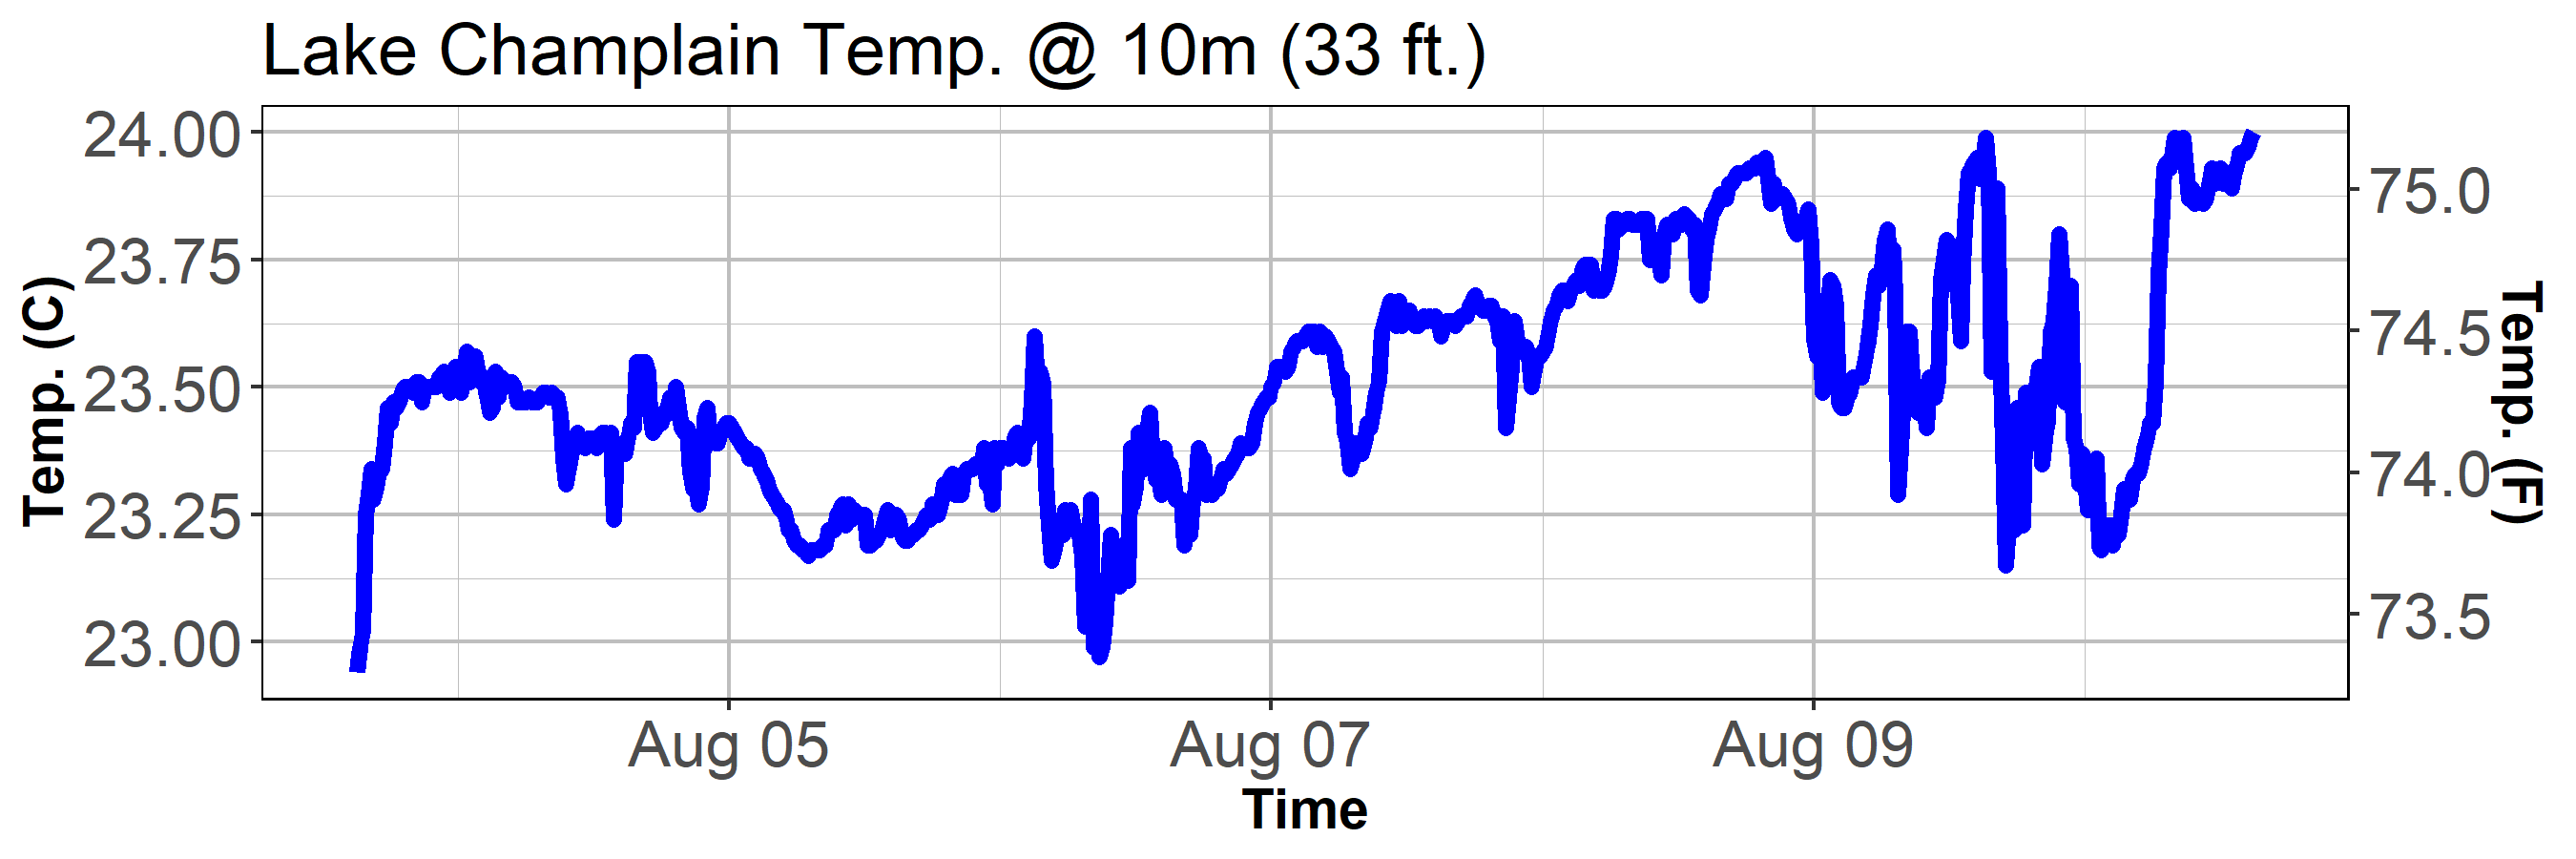 Lake Champlain Temp. @ 10m (33 ft.)
Temp. (C)
24.00
23.75
23.50
23.25
23.00
75.0
74.5
74.0
73.5
Temp. (F)
Aug 05
Aug 07
Aug 09
Time